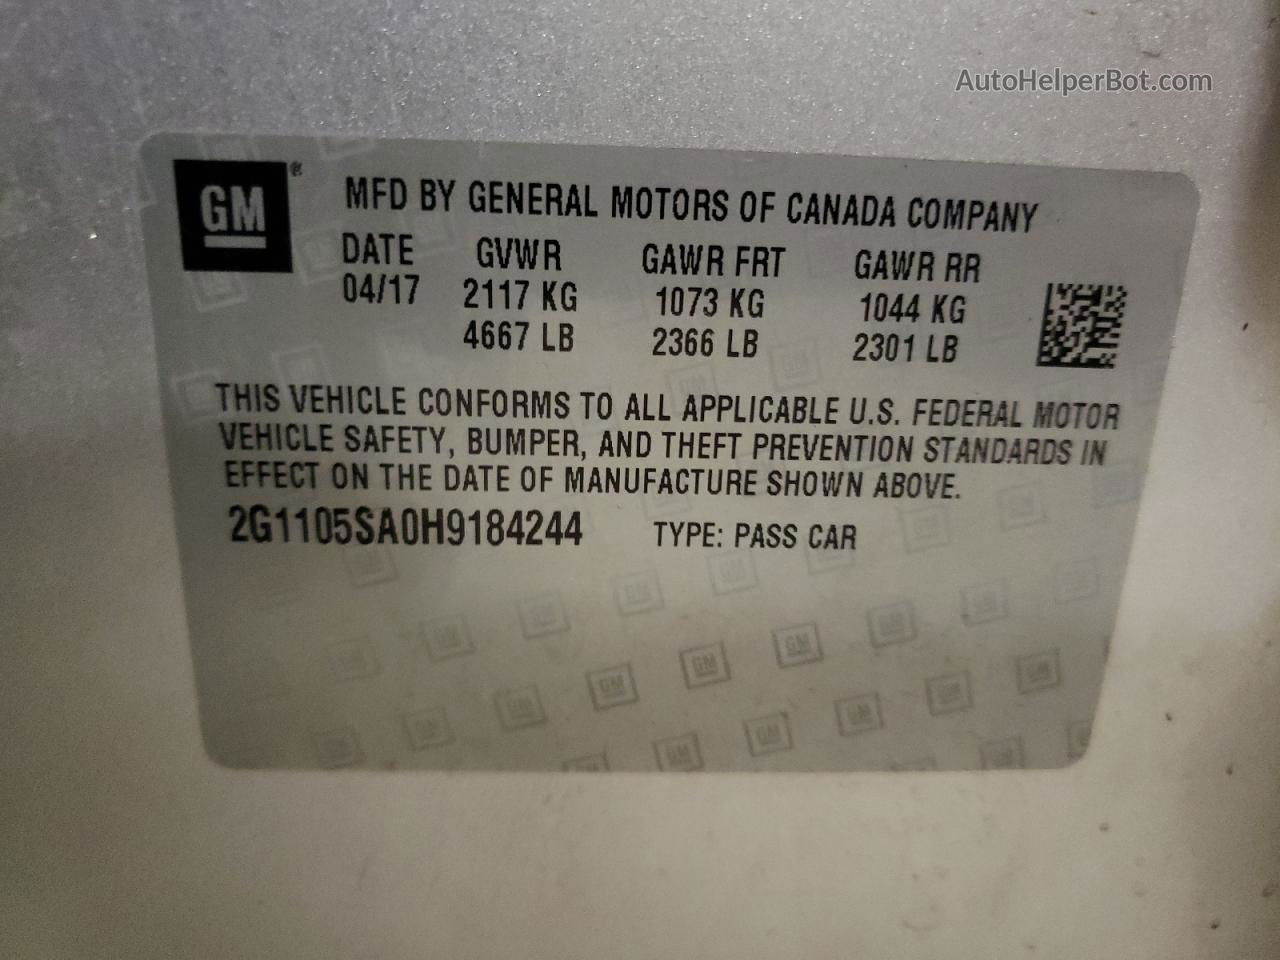 AutoHelperBot.com
GM®
MFD BY GENERAL MOTORS OF CANADA COMPANY
DATE GVWR GAWR FRT GAWR RR
04/17 2117 KG 1073 KG 1044 KG
4667 LB 2366 LB 2301 LB
THIS VEHICLE CONFORMS TO ALL APPLICABLE U.S. FEDERAL MOTOR
VEHICLE SAFETY, BUMPER, AND THEFT PREVENTION STANDARDS IN
EFFECT ON THE DATE OF MANUFACTURE SHOWN ABOVE.
2G1105SA0H9184244 TYPE: PASS CAR